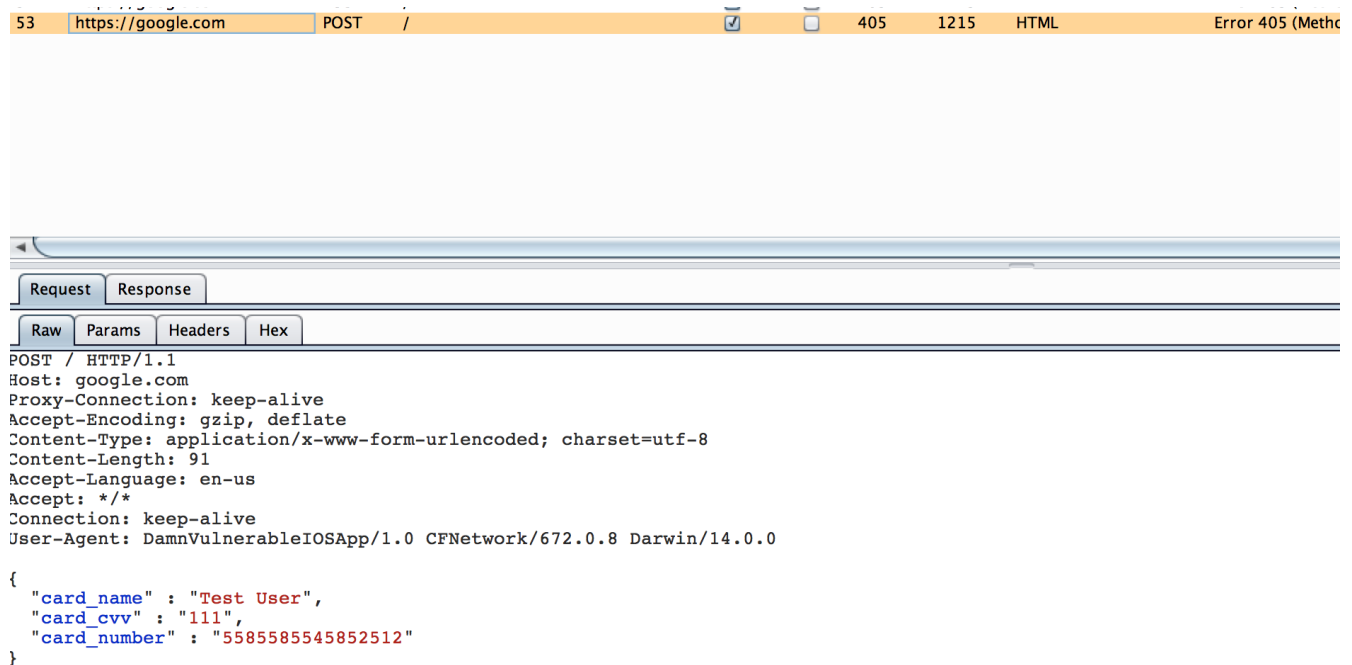 53 https://google.com POST / 405 1215 HTML Error 405 (Metho
Request Response
Raw Params Headers Hex
POST / HTTP/1.1
Host: google.com
Proxy-Connection: keep-alive
Accept-Encoding: gzip, deflate
Content-Type: application/x-www-form-urlencoded; charset=utf-8
Content-Length: 91
Accept-Language: en-us
Accept: */*
Connection: keep-alive
User-Agent: DamnVulnerableIOSApp/1.0 CFNetwork/672.0.8 Darwin/14.0.0
{
"card_name" : "Test User",
"card_cvv" : "111",
"card_number" : "5585585545852512"
}